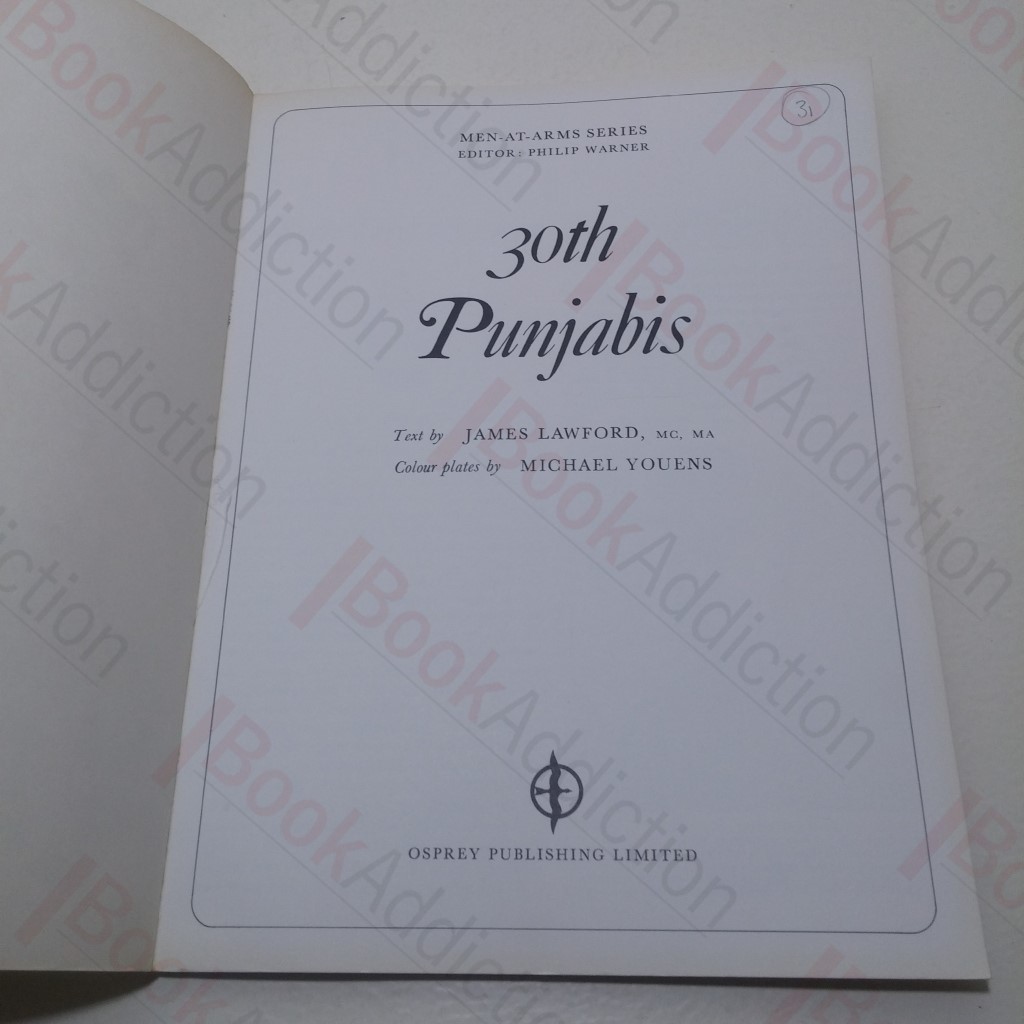 31
MEN-AT-ARMS SERIES
EDITOR: PHILIP WARNER
30th
Punjabis
Text by JAMES LAWFORD, MC, MA
Colour plates by MICHAEL YOUENS
OSPREY PUBLISHING LIMITED
BookAddiction